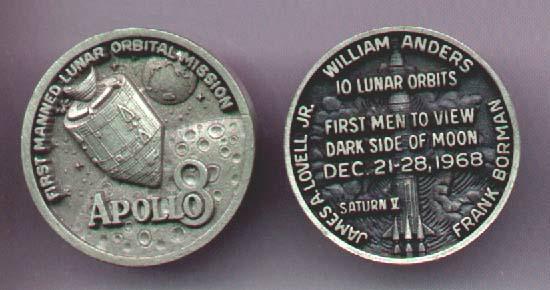 FIRST MANNED LUNAR ORBITAL MISSION
APOLLO 8
WILLIAM ANDERS
10 LUNAR ORBITS
FIRST MEN TO VIEW
DARK SIDE OF MOON
DEC. 21-28, 1968
SATURN V
JAMES A LOVELL JR.
FRANK BORMAN